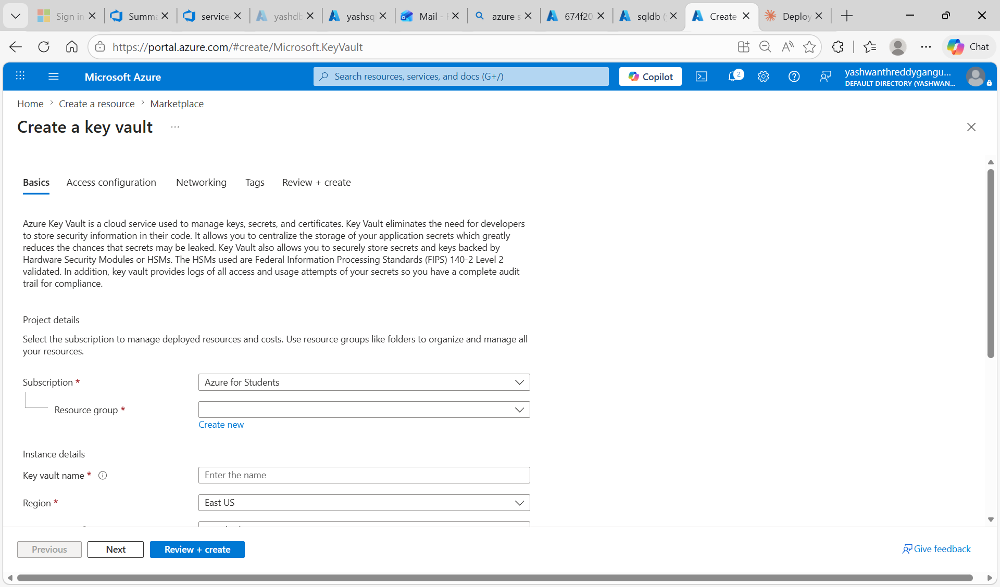 Sign in
Summa
service
yashdb
yashsq
Mail -
azure s
674f20
sqldb (
Create
Deploy
https://portal.azure.com/#create/Microsoft.KeyVault
Chat
Microsoft Azure
Search resources, services, and docs (G+/)
Copilot
2
yashwanthreddygangu...
DEFAULT DIRECTORY (YASHWAN...
Home > Create a resource > Marketplace
Create a key vault ...
Basics
Access configuration
Networking
Tags
Review + create
Azure Key Vault is a cloud service used to manage keys, secrets, and certificates. Key Vault eliminates the need for developers
to store security information in their code. It allows you to centralize the storage of your application secrets which greatly
reduces the chances that secrets may be leaked. Key Vault also allows you to securely store secrets and keys backed by
Hardware Security Modules or HSMs. The HSMs used are Federal Information Processing Standards (FIPS) 140-2 Level 2
validated. In addition, key vault provides logs of all access and usage attempts of your secrets so you have a complete audit
trail for compliance.
Project details
Select the subscription to manage deployed resources and costs. Use resource groups like folders to organize and manage all
your resources.
Subscription *
Azure for Students
Resource group *
Create new
Instance details
Key vault name *
Enter the name
Region *
East US
Previous
Next
Review + create
Give feedback